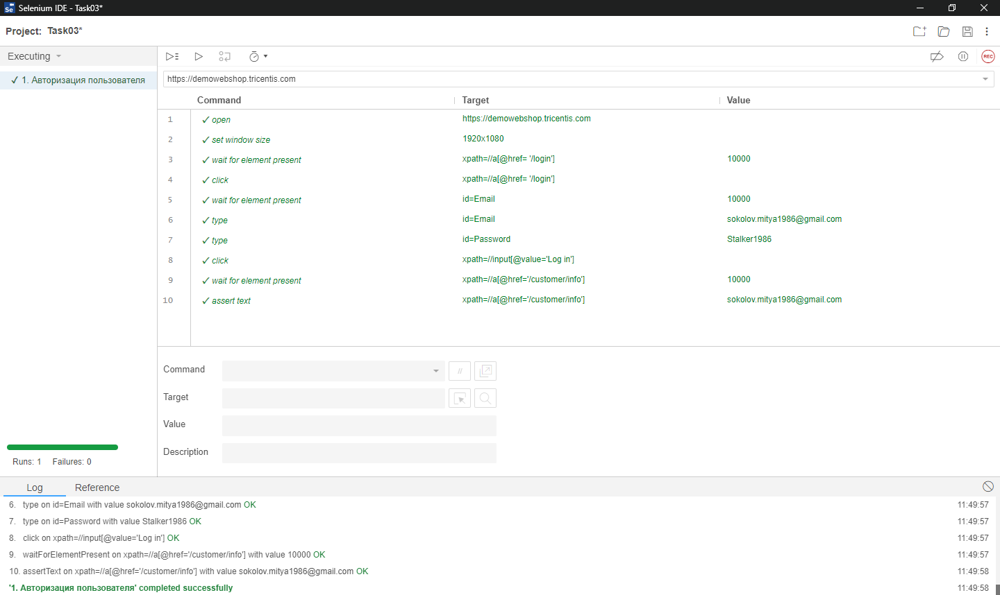 Selenium IDE - Task03*
Project: Task03*
Executing
✓ 1. Авторизация пользователя
REC
https://demowebshop.tricentis.com
Command Target Value
1 ✓ open https://demowebshop.tricentis.com
2 ✓ set window size 1920x1080
3 ✓ wait for element present xpath=//a[@href= '/login'] 10000
4 ✓ click xpath=//a[@href= '/login']
5 ✓ wait for element present id=Email 10000
6 ✓ type id=Email sokolov.mitya1986@gmail.com
7 ✓ type id=Password Stalker1986
8 ✓ click xpath=//input[@value='Log in']
9 ✓ wait for element present xpath=//a[@href='/customer/info'] 10000
10 ✓ assert text xpath=//a[@href='/customer/info'] sokolov.mitya1986@gmail.com
Command //
Target
Value
Description
Runs: 1 Failures: 0
Log Reference
6. type on id=Email with value sokolov.mitya1986@gmail.com OK 11:49:57
7. type on id=Password with value Stalker1986 OK 11:49:57
8. click on xpath=//input[@value='Log in'] OK 11:49:57
9. waitForElementPresent on xpath=//a[@href='/customer/info'] with value 10000 OK 11:49:57
10. assertText on xpath=//a[@href='/customer/info'] with value sokolov.mitya1986@gmail.com OK 11:49:58
'1. Авторизация пользователя' completed successfully 11:49:58